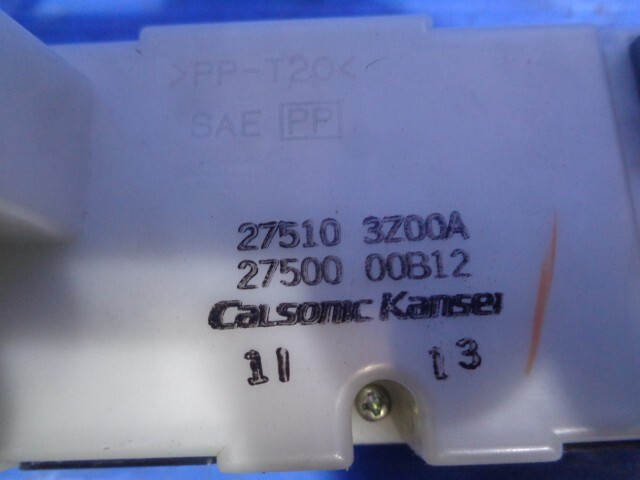 >PP-T20<
SAE PP
27510 3Z00A
27500 00B12
Calsonic Kansei
11 13